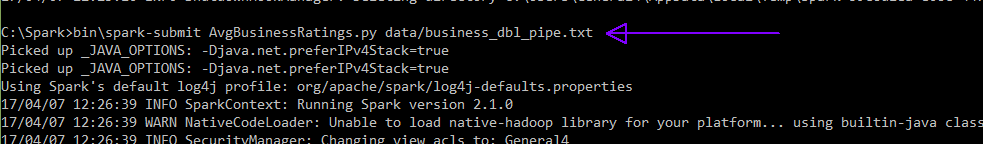 C:\Spark>bin\spark-submit AvgBusinessRatings.py data/business_dbl_pipe.txt
Picked up _JAVA_OPTIONS: -Djava.net.preferIPv4Stack=true
Picked up _JAVA_OPTIONS: -Djava.net.preferIPv4Stack=true
Using Spark's default log4j profile: org/apache/spark/log4j-defaults.properties
17/04/07 12:26:39 INFO SparkContext: Running Spark version 2.1.0
17/04/07 12:26:39 WARN NativeCodeLoader: Unable to load native-hadoop library for your platform... using builtin-java class
17/04/07 12:26:39 INFO SecurityManager: Changing view acls to: General4